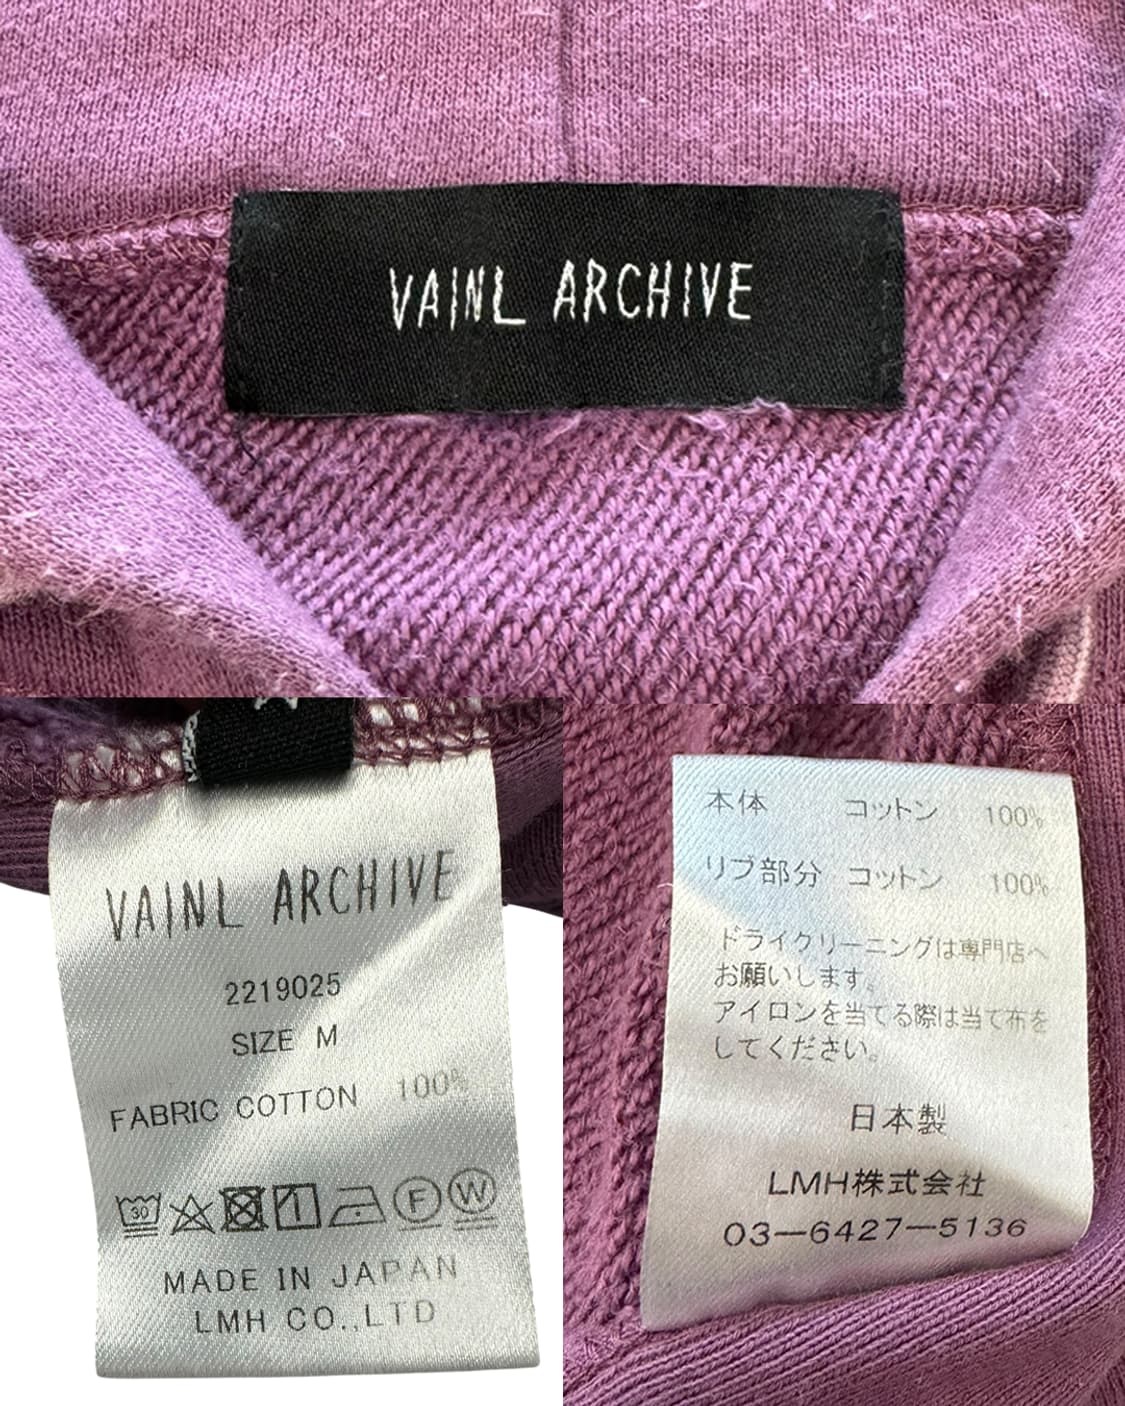 VAINL ARCHIVE
VAINL ARCHIVE
2219025
SIZE M
FABRIC COTTON 100%
30
F W
MADE IN JAPAN
LMH CO.,LTD
本体 コットン 100%
リブ部分 コットン 100%
ドライクリーニングは専門店へ
お願いします。
アイロンを当てる際は当て布を
してください。
日本製
LMH株式会社
03-6427-5136